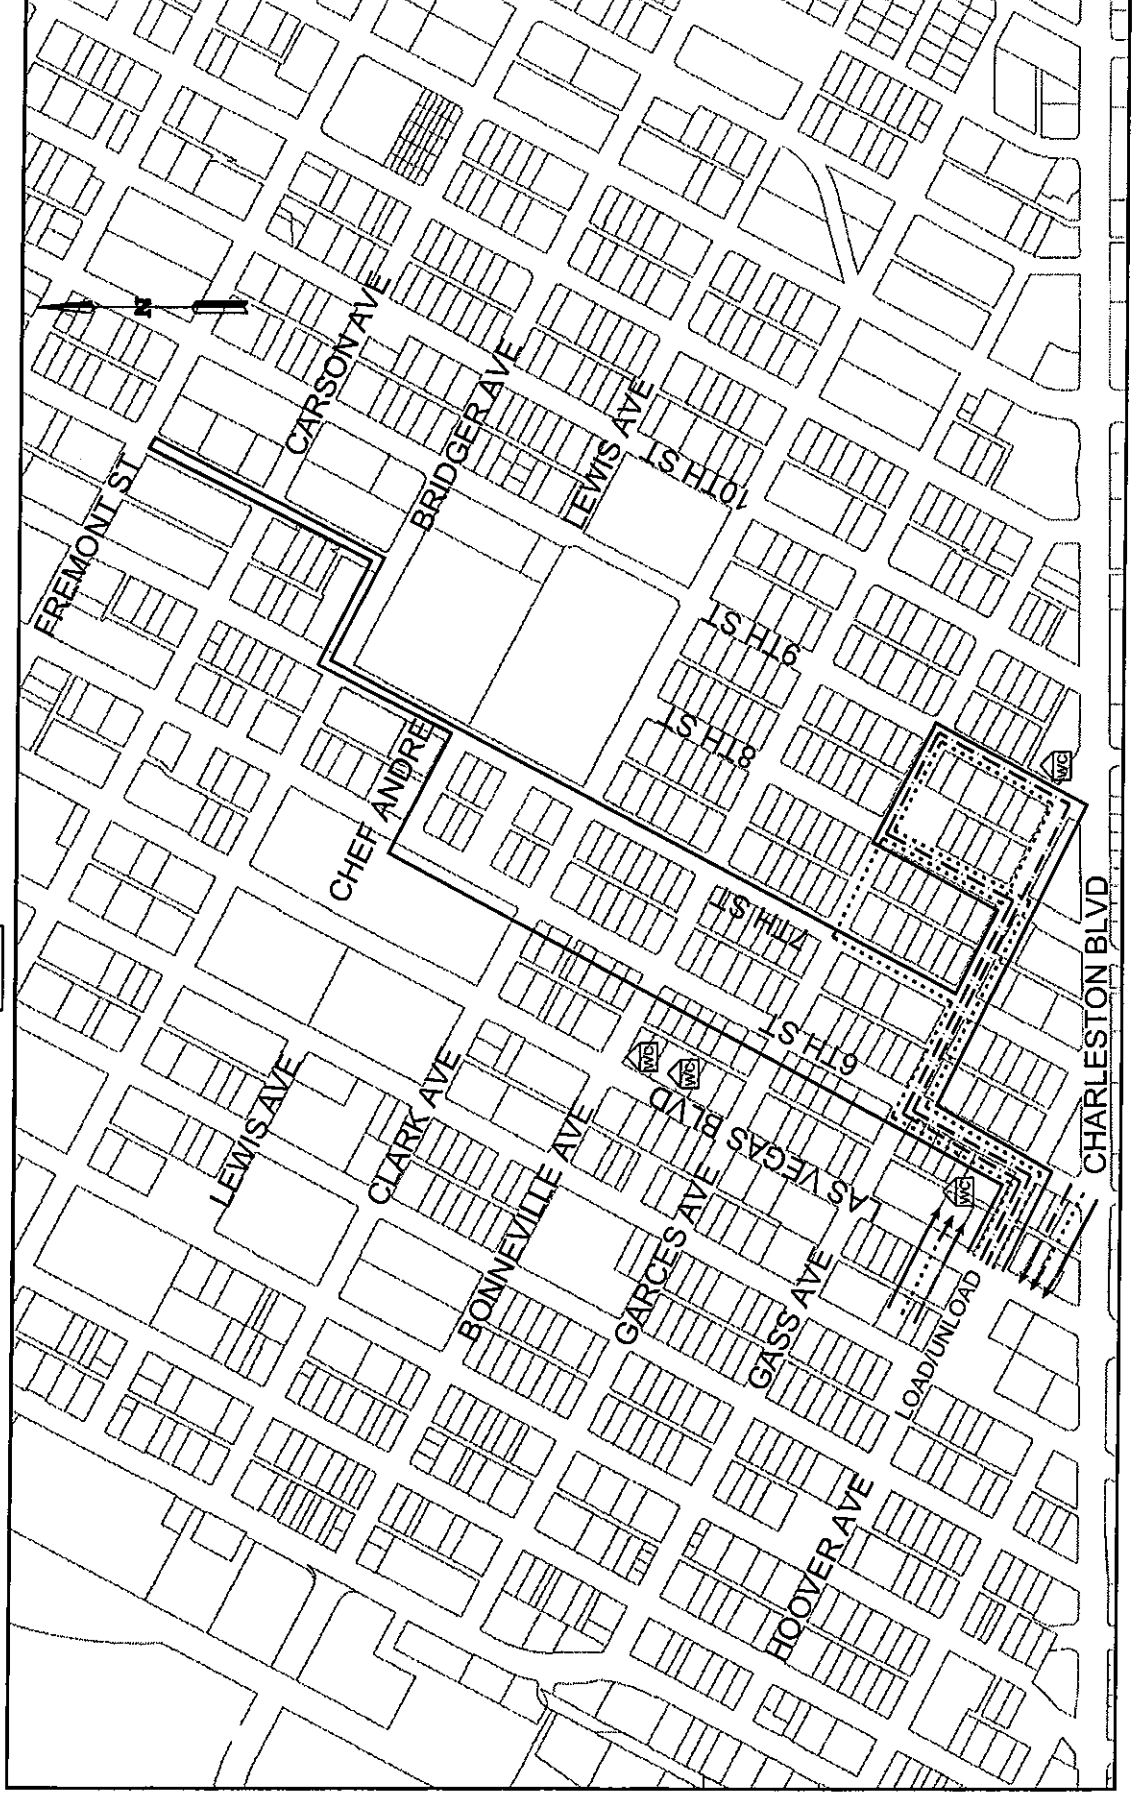 N
FREMONT ST
CARSON AVE
BRIDGER AVE
LEWIS AVE
10TH ST
9TH ST
8TH ST
CHEF ANDRE
7TH ST
6TH ST
WC
WC
WC
WC
LAS VEGAS BLVD
LEWIS AVE
CLARK AVE
BONNEVILLE AVE
GARCES AVE
GASS AVE
HOOVER AVE
LOAD/UNLOAD
CHARLESTON BLVD